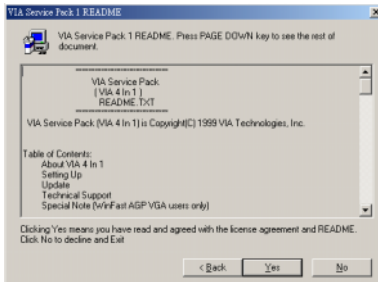 VIA Service Pack 1 README
VIA Service Pack 1 README. Press PAGE DOWN key to see the rest of
document.
====================
VIA Service Pack
( VIA 4 In 1 )
README.TXT
====================
VIA Service Pack (VIA 4 In 1) is Copyright(C) 1999 VIA Technologies, Inc.
Table of Contents:
About VIA 4 In 1
Setting Up
Update
Technical Support
Special Note (WinFast AGP VGA users only)
Clicking Yes means you have read and agreed with the license agreement and README.
Click No to decline and Exit
< Back
Yes
No